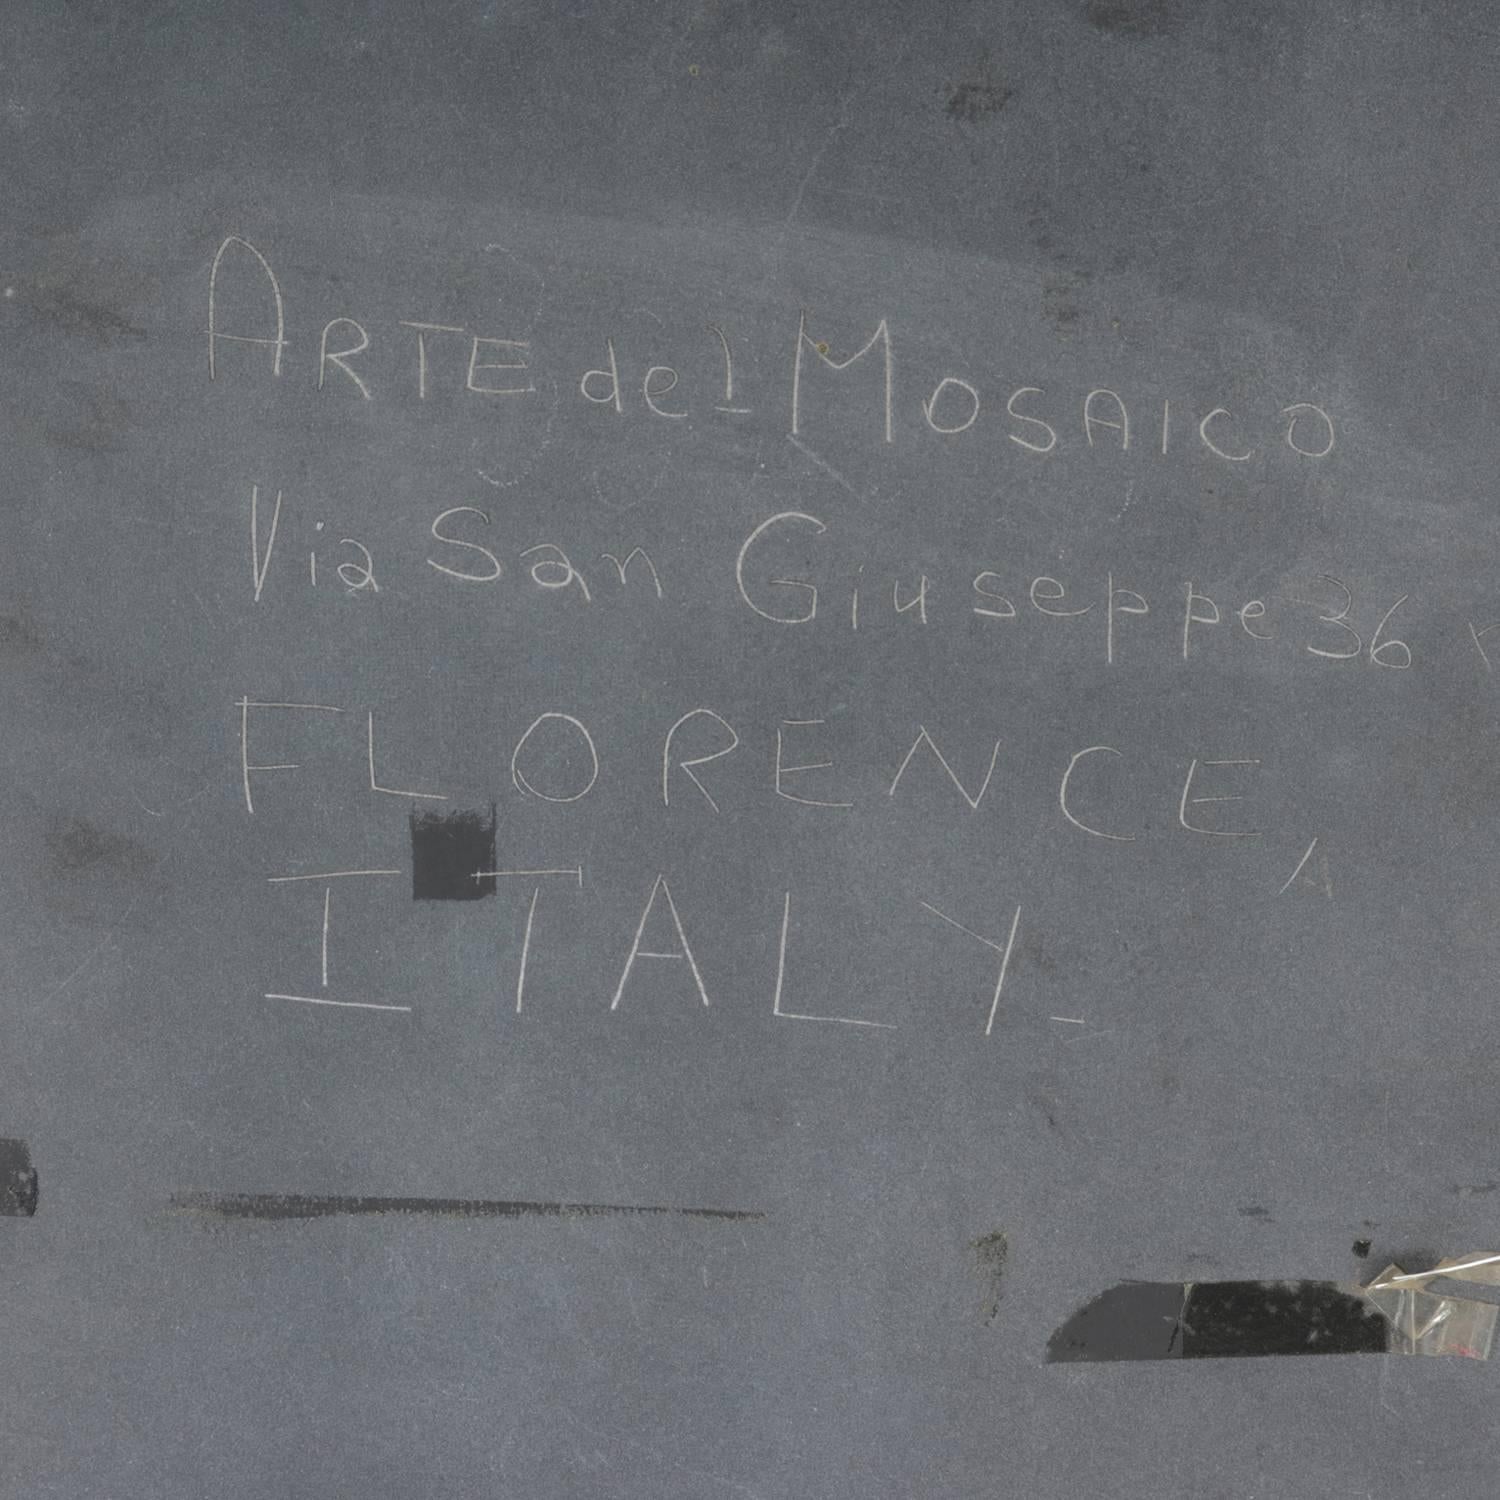 ARTE del MOSAICO
Via San Giuseppe 36 r
FLORENCE,
ITALY.-